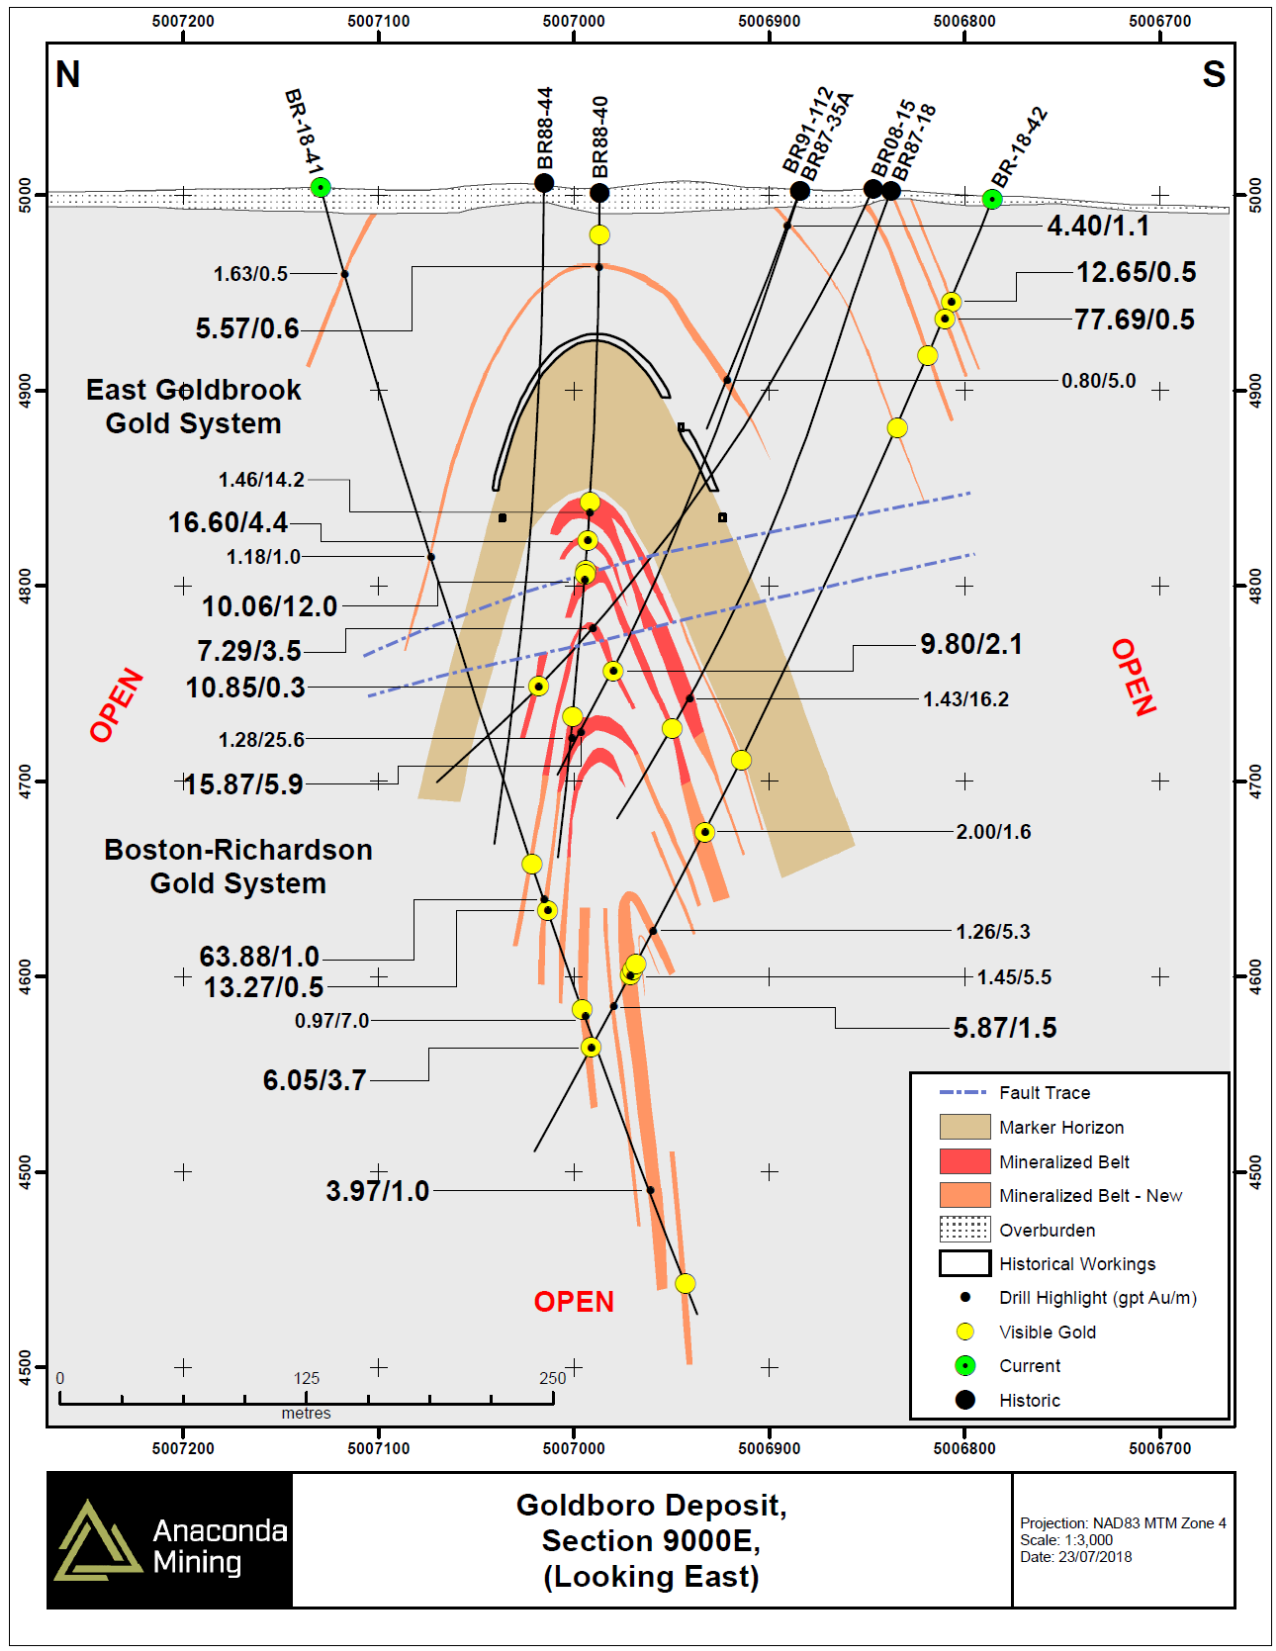 5007200 5007100 5007000 5006900 5006800 5006700
N
S
BR-18-41
BR88-44
BR88-40
BR91-112
BR87-35A
BR08-15
BR87-18
BR-18-42
5000
5000
4.40/1.1
1.63/0.5
12.65/0.5
5.57/0.6
77.69/0.5
4900
4900
0.80/5.0
East Goldbrook
Gold System
1.46/14.2
16.60/4.4
1.18/1.0
4800
4800
10.06/12.0
7.29/3.5
9.80/2.1
10.85/0.3
OPEN
OPEN
1.43/16.2
1.28/25.6
15.87/5.9
4700
4700
2.00/1.6
Boston-Richardson
Gold System
1.26/5.3
63.88/1.0
13.27/0.5
1.45/5.5
4600
4600
0.97/7.0
5.87/1.5
6.05/3.7
3.97/1.0
4500
4500
OPEN
4500
Fault Trace
Marker Horizon
Mineralized Belt
Mineralized Belt - New
Overburden
Historical Workings
Drill Highlight (gpt Au/m)
Visible Gold
Current
Historic
0 125 250
metres
5007200 5007100 5007000 5006900 5006800 5006700
Anaconda
Mining
Goldboro Deposit,
Section 9000E,
(Looking East)
Projection: NAD83 MTM Zone 4
Scale: 1:3,000
Date: 23/07/2018